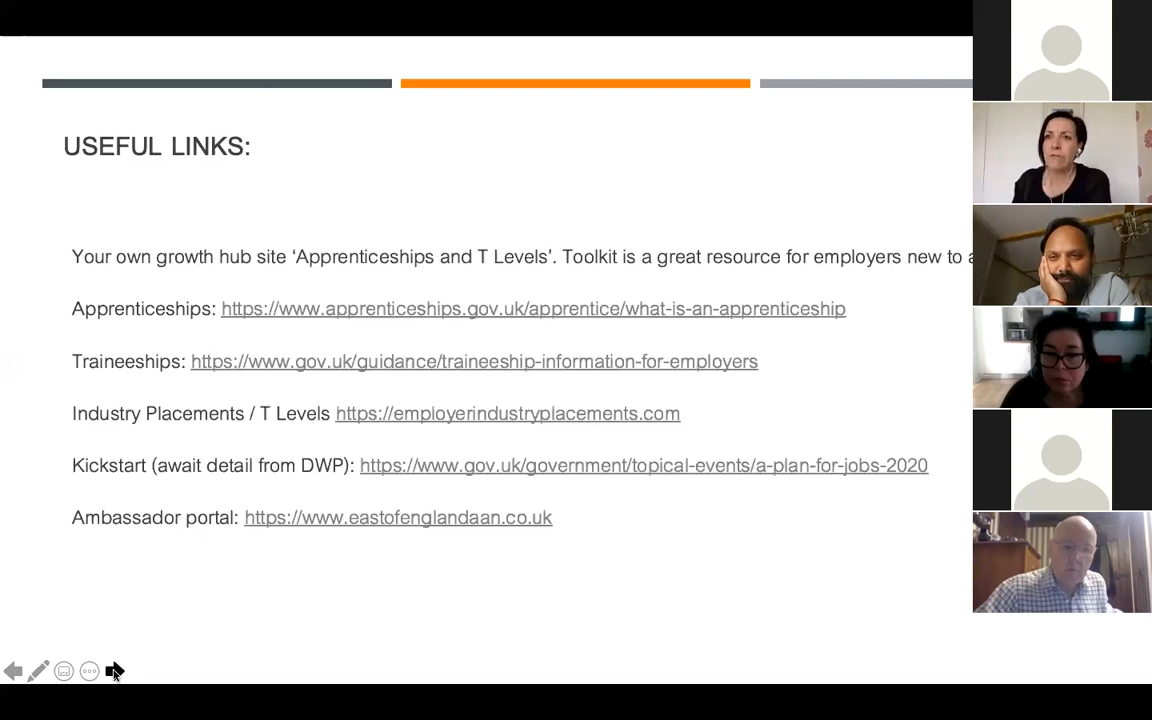 USEFUL LINKS:
Your own growth hub site ‘Apprenticeships and T Levels’. Toolkit is a great resource for employers new to
Apprenticeships: https://www.apprenticeships.gov.uk/apprentice/what-is-an-apprenticeship
Traineeships: https://www.gov.uk/guidance/traineeship-information-for-employers
Industry Placements / T Levels https://employerindustryplacements.com
Kickstart (await detail from DWP): https://www.gov.uk/government/topical-events/a-plan-for-jobs-2020
Ambassador portal: https://www.eastofenglandaan.co.uk